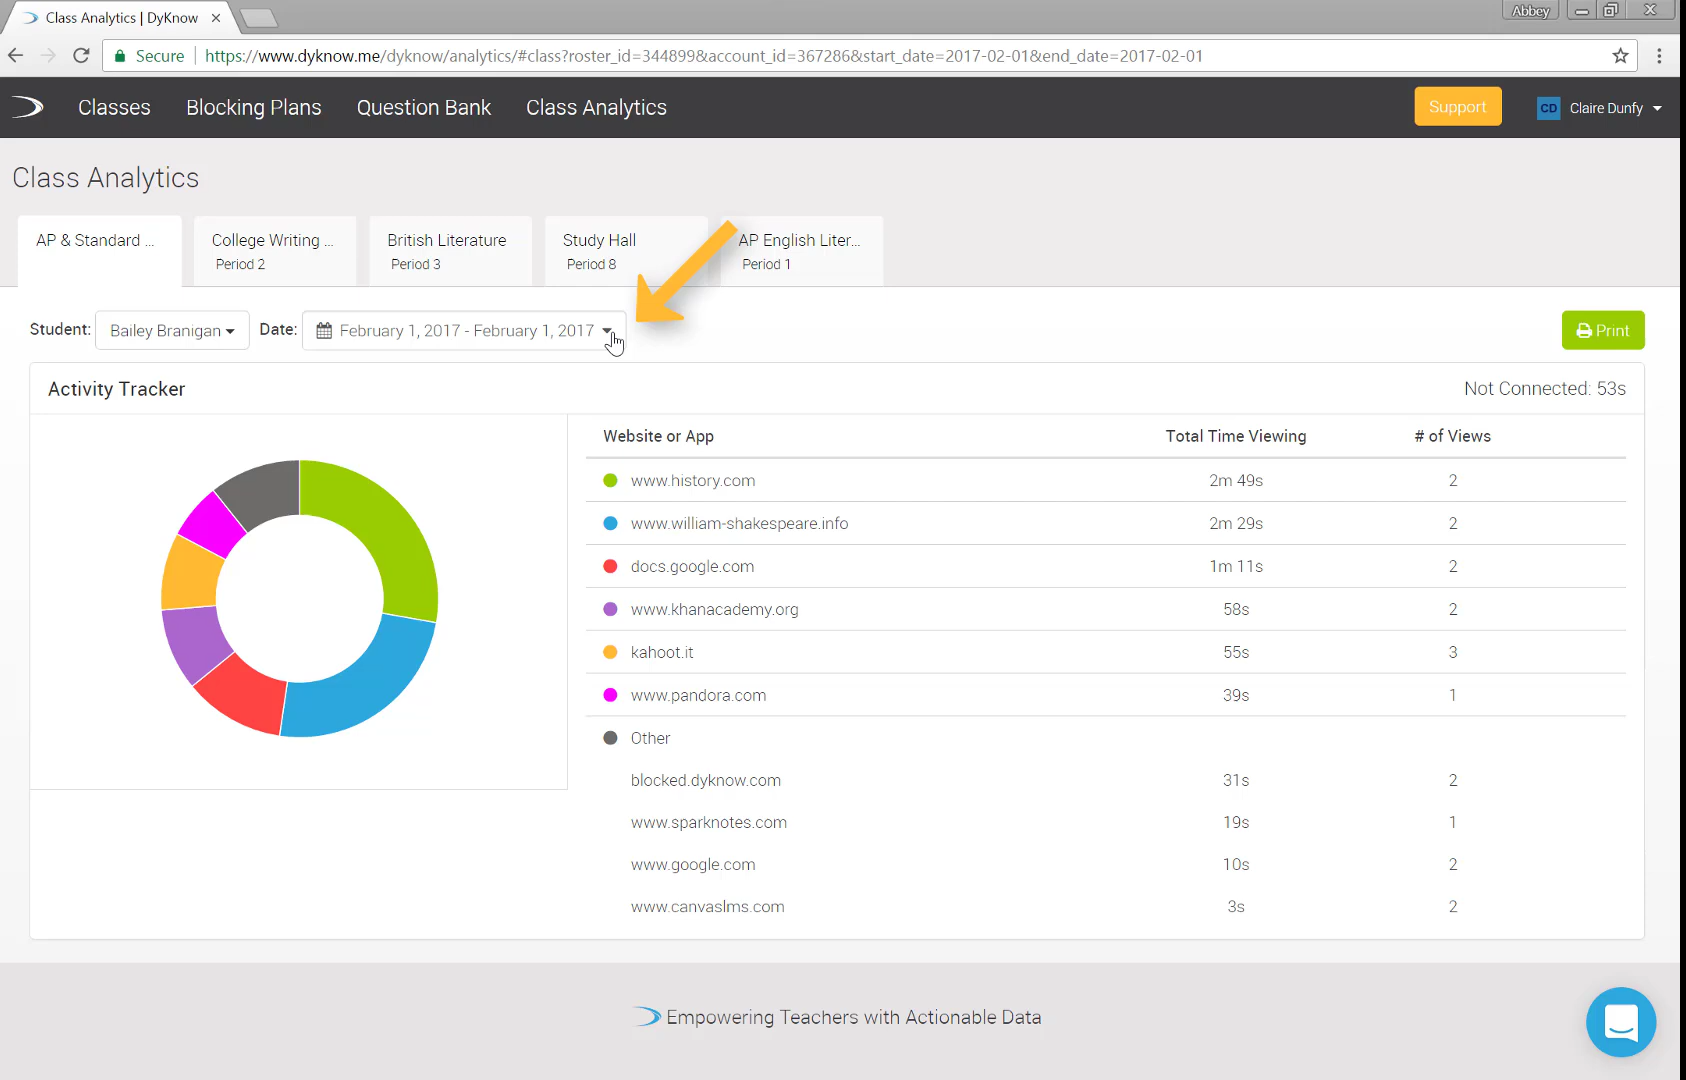 Class Analytics | DyKnow
Abbey
Secure
https://www.dyknow.me/dyknow/analytics/#class?roster_id=344899&account_id=367286&start_date=2017-02-01&end_date=2017-02-01
Classes
Blocking Plans
Question Bank
Class Analytics
Support
CD
Claire Dunfy
Class Analytics
AP & Standard ...
College Writing ...
Period 2
British Literature
Period 3
Study Hall
Period 8
AP English Liter...
Period 1
Student:
Bailey Branigan
Date:
February 1, 2017 - February 1, 2017
Print
Activity Tracker
Not Connected: 53s
Website or App Total Time Viewing # of Views
www.history.com 2m 49s 2
www.william-shakespeare.info 2m 29s 2
docs.google.com 1m 11s 2
www.khanacademy.org 58s 2
kahoot.it 55s 3
www.pandora.com 39s 1
Other
blocked.dyknow.com 31s 2
www.sparknotes.com 19s 1
www.google.com 10s 2
www.canvaslms.com 3s 2
Empowering Teachers with Actionable Data